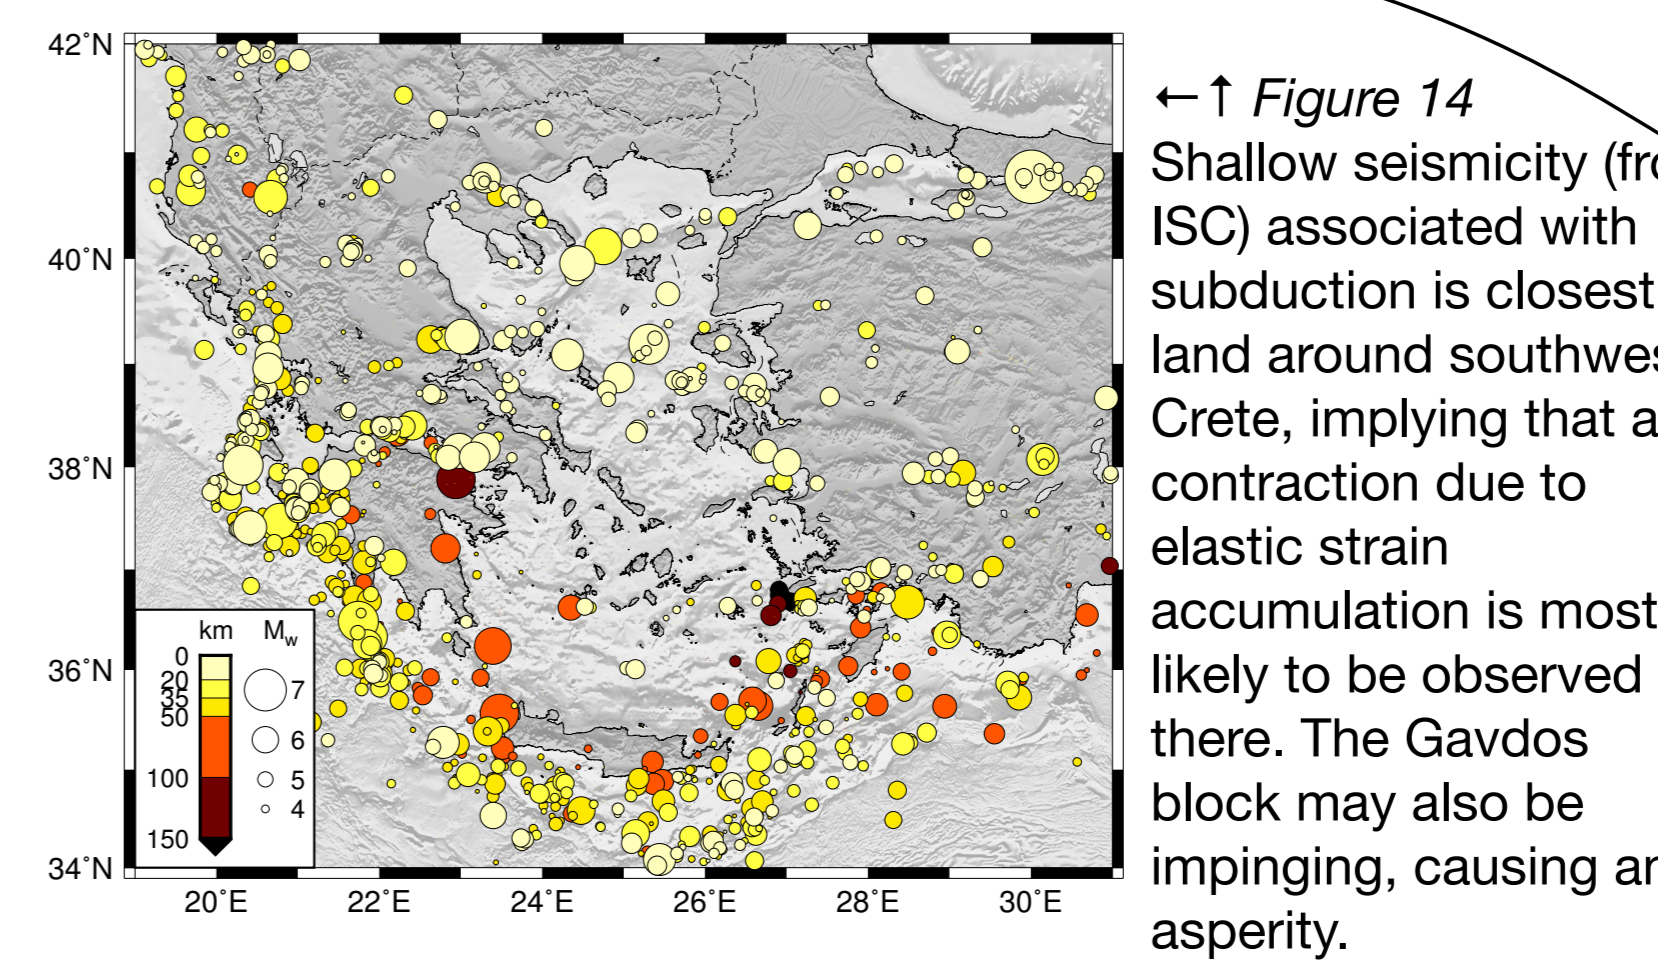 42˚N
40˚N
38˚N
36˚N
34˚N
20˚E 22˚E 24˚E 26˚E 28˚E 30˚E
km Mw
0
20
35
50
100
150
7
6
5
4
←↑ Figure 14
Shallow seismicity (fro
ISC) associated with
subduction is closest
land around southwes
Crete, implying that a
contraction due to
elastic strain
accumulation is most
likely to be observed
there. The Gavdos
block may also be
impinging, causing an
asperity.